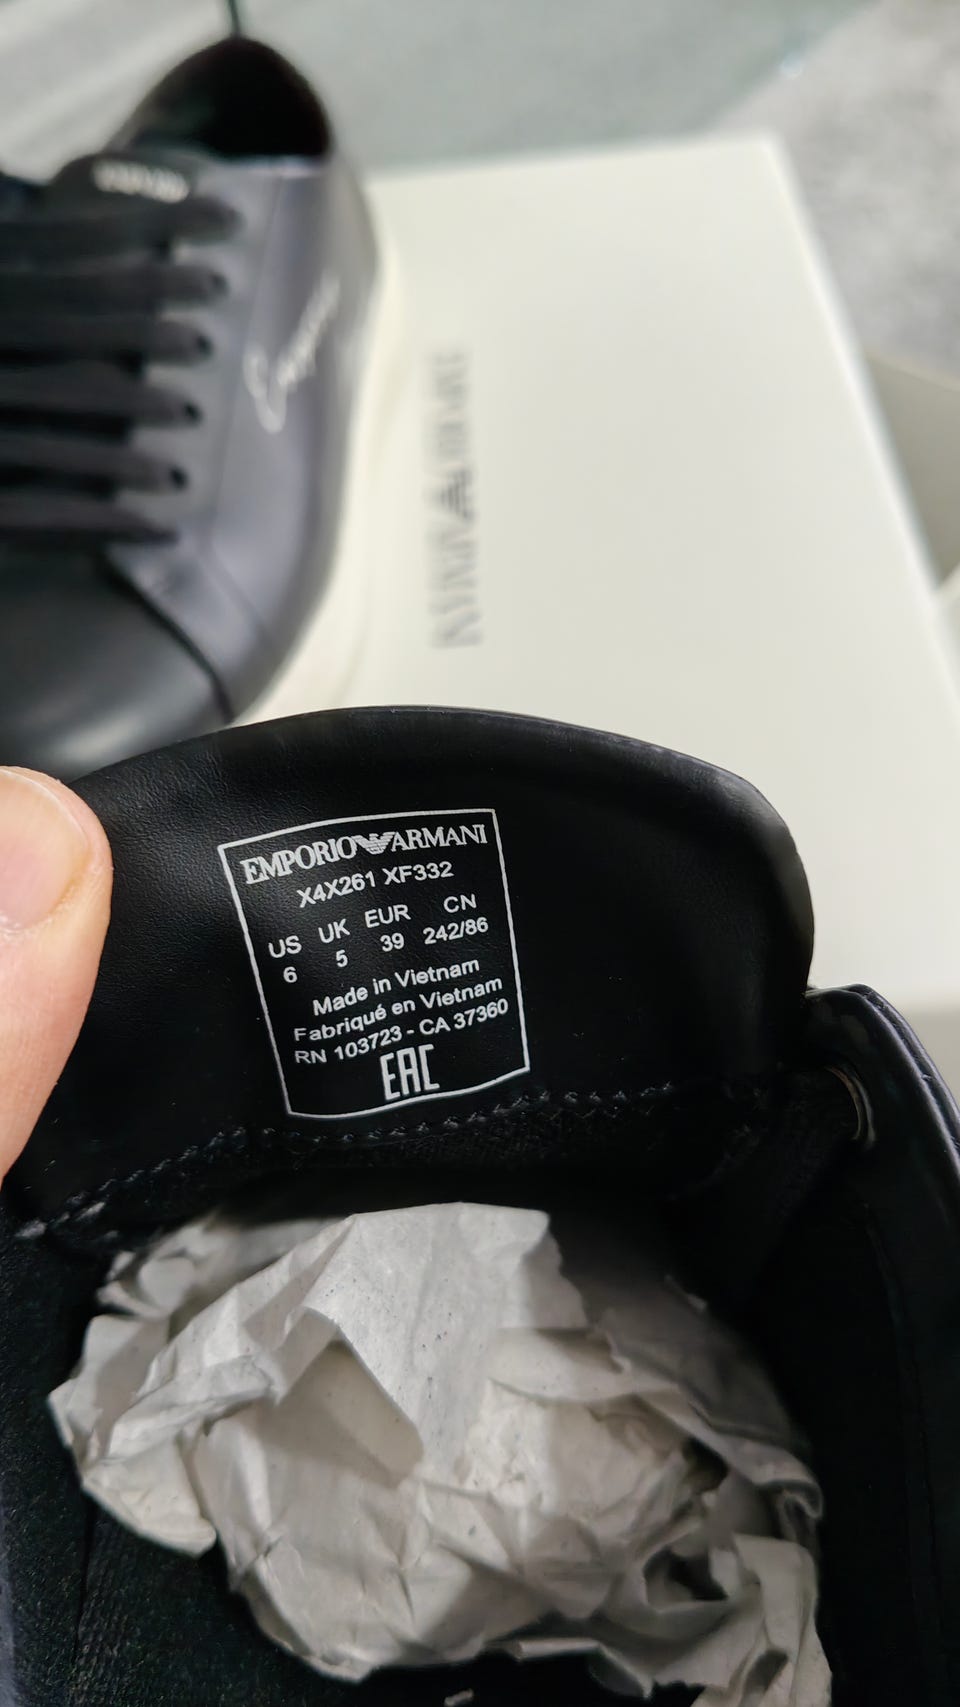 EMPORIO ARMANI
X4X261 XF332
US UK EUR CN
6 5 39 242/86
Made in Vietnam
Fabriqué en Vietnam
RN 103723 - CA 37360
EAC
EMPORIO ARMANI